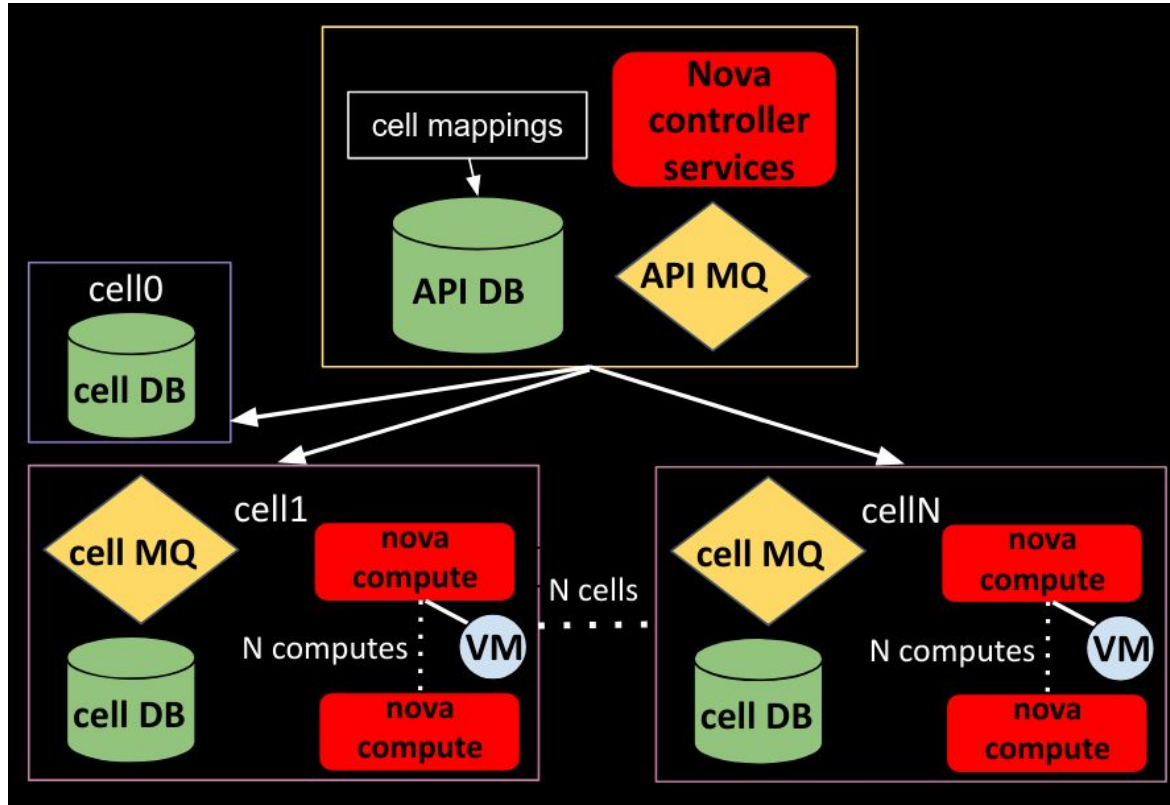 Nova
controller
services
cell mappings
API DB
API MQ
cell0
cell DB
cell1
cell MQ
nova
compute
N computes
VM
cell DB
nova
compute
N cells
cellN
cell MQ
nova
compute
N computes
VM
cell DB
nova
compute